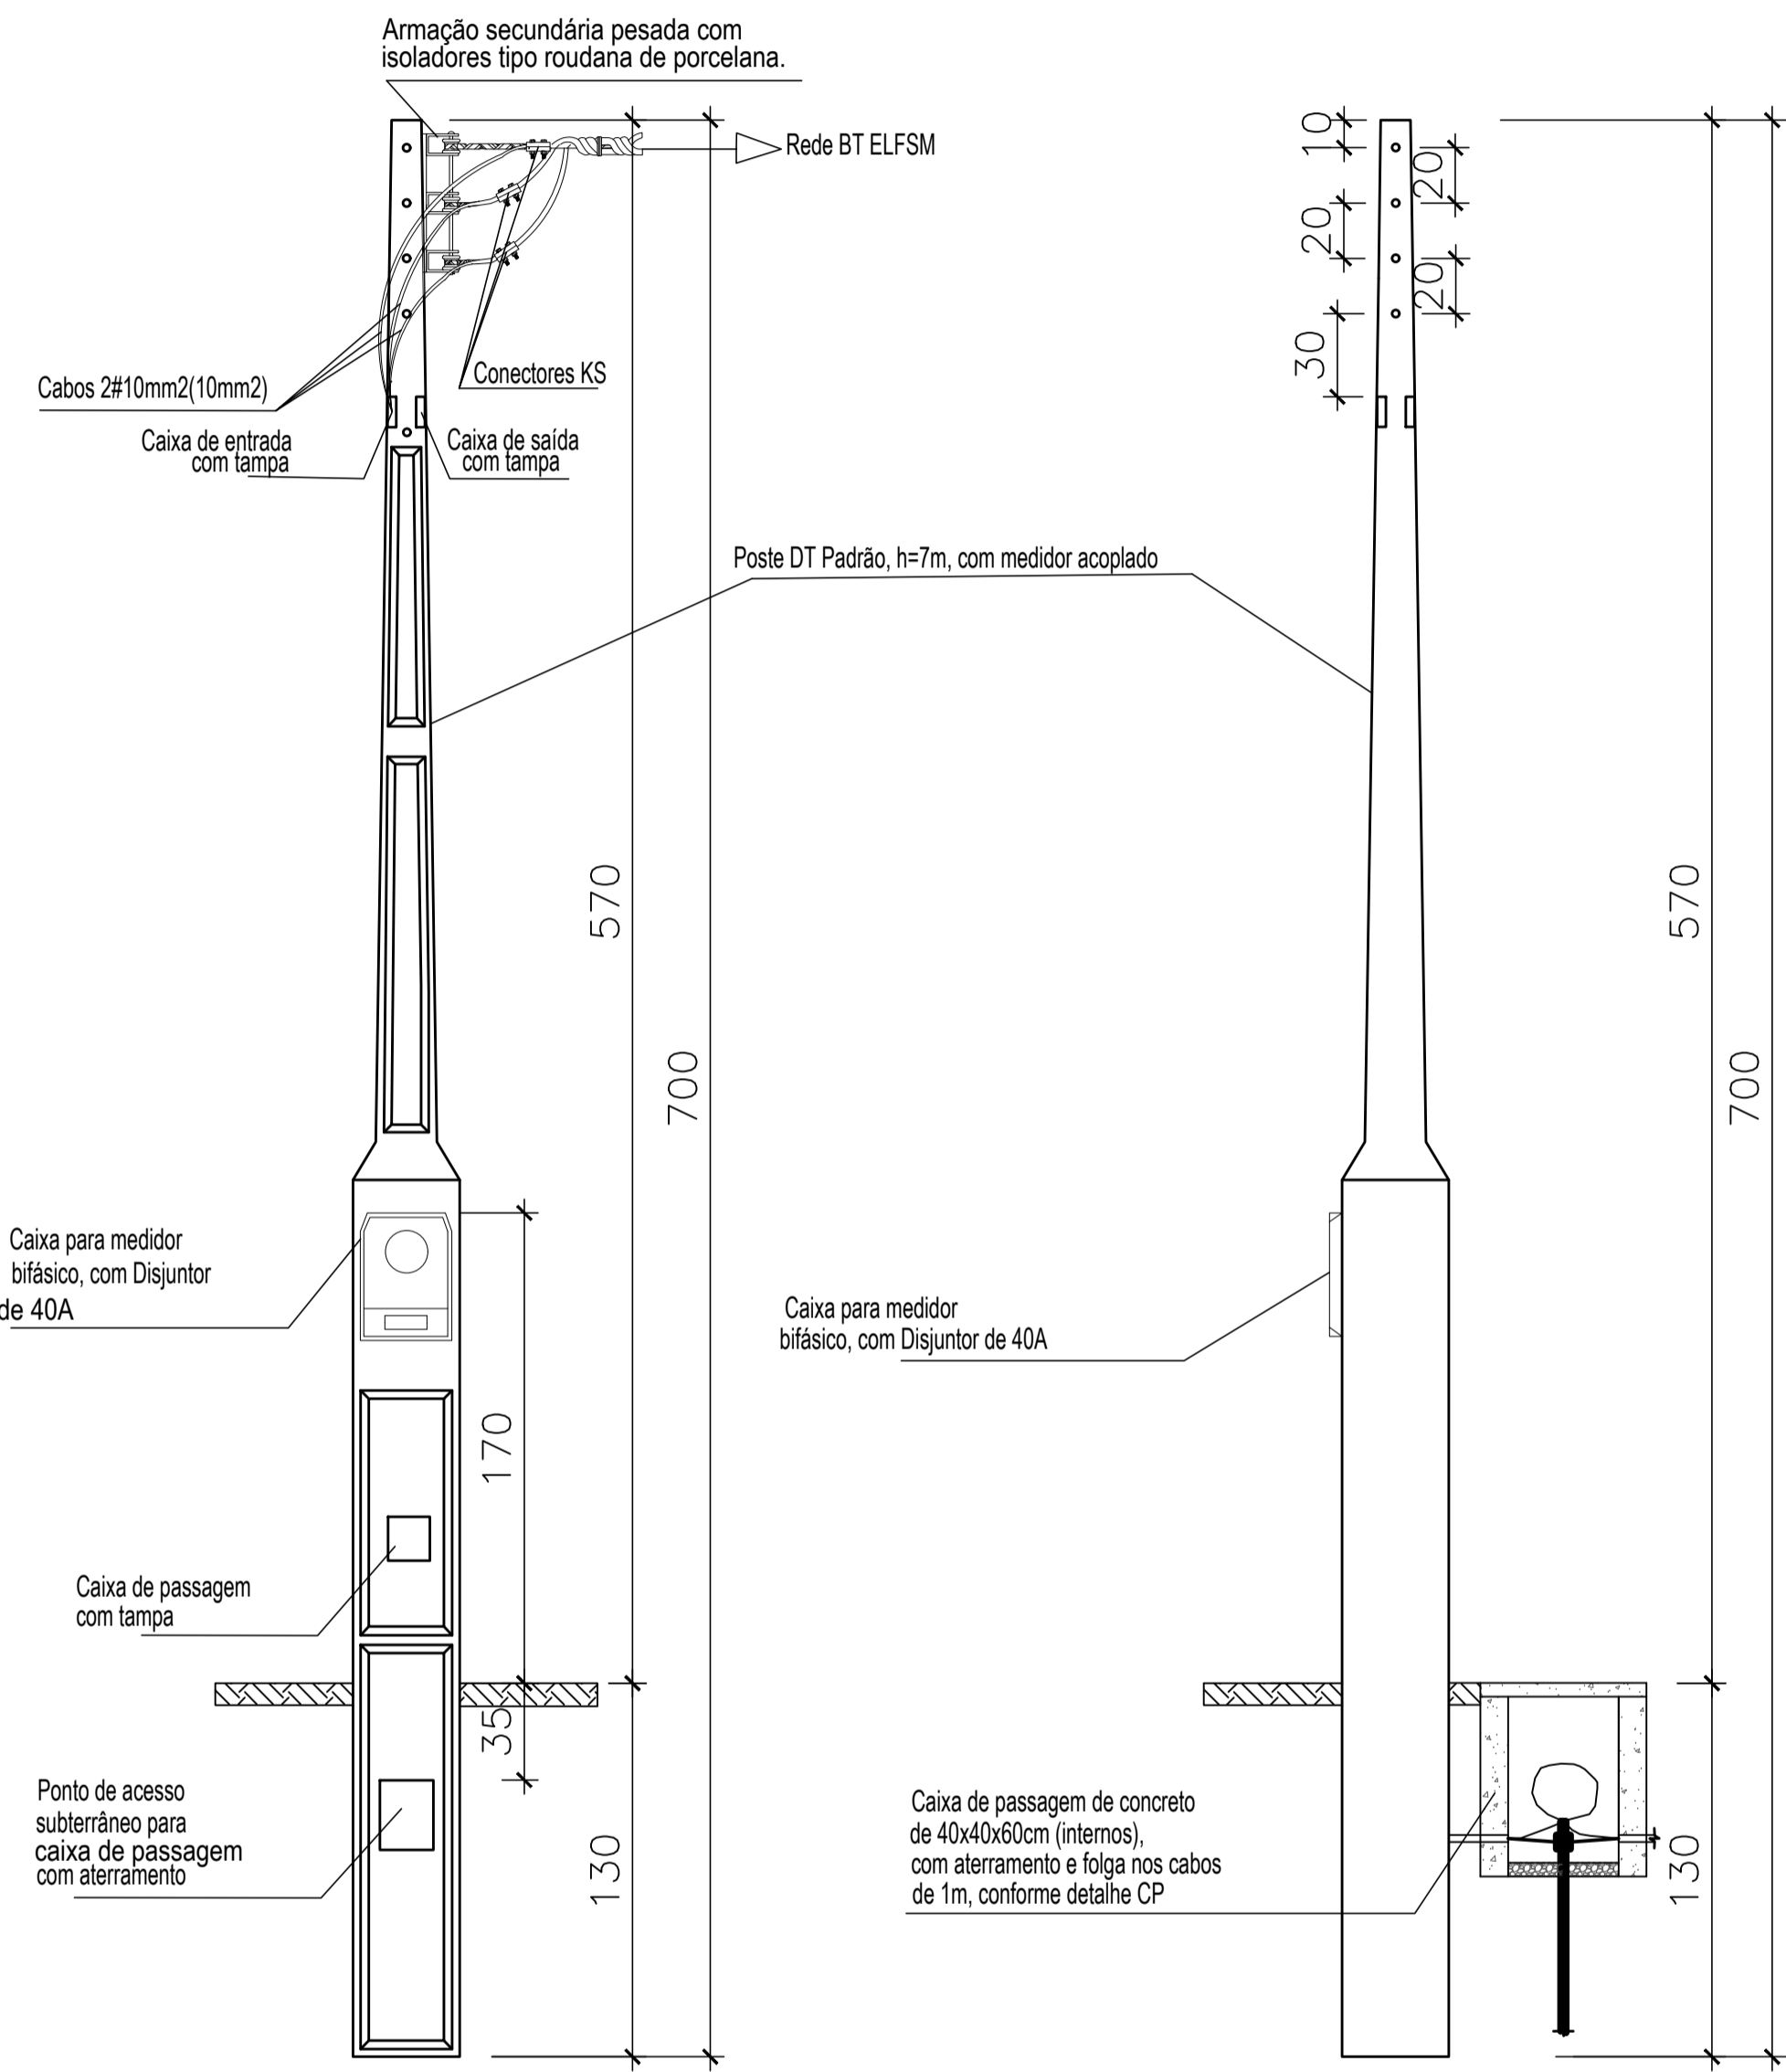 Armação secundária pesada com
isoladores tipo roudana de porcelana.
Rede BT ELFSM
10
20
20
20
30
Conectores KS
Cabos 2#10mm2(10mm2)
Caixa de entrada
com tampa
Caixa de saída
com tampa
Poste DT Padrão, h=7m, com medidor acoplado
570
700
570
700
Caixa para medidor
bifásico, com Disjuntor
de 40A
Caixa para medidor
bifásico, com Disjuntor de 40A
170
Caixa de passagem
com tampa
35
Ponto de acesso
subterrâneo para
caixa de passagem
com aterramento
130
Caixa de passagem de concreto
de 40x40x60cm (internos),
com aterramento e folga nos cabos
de 1m, conforme detalhe CP
130